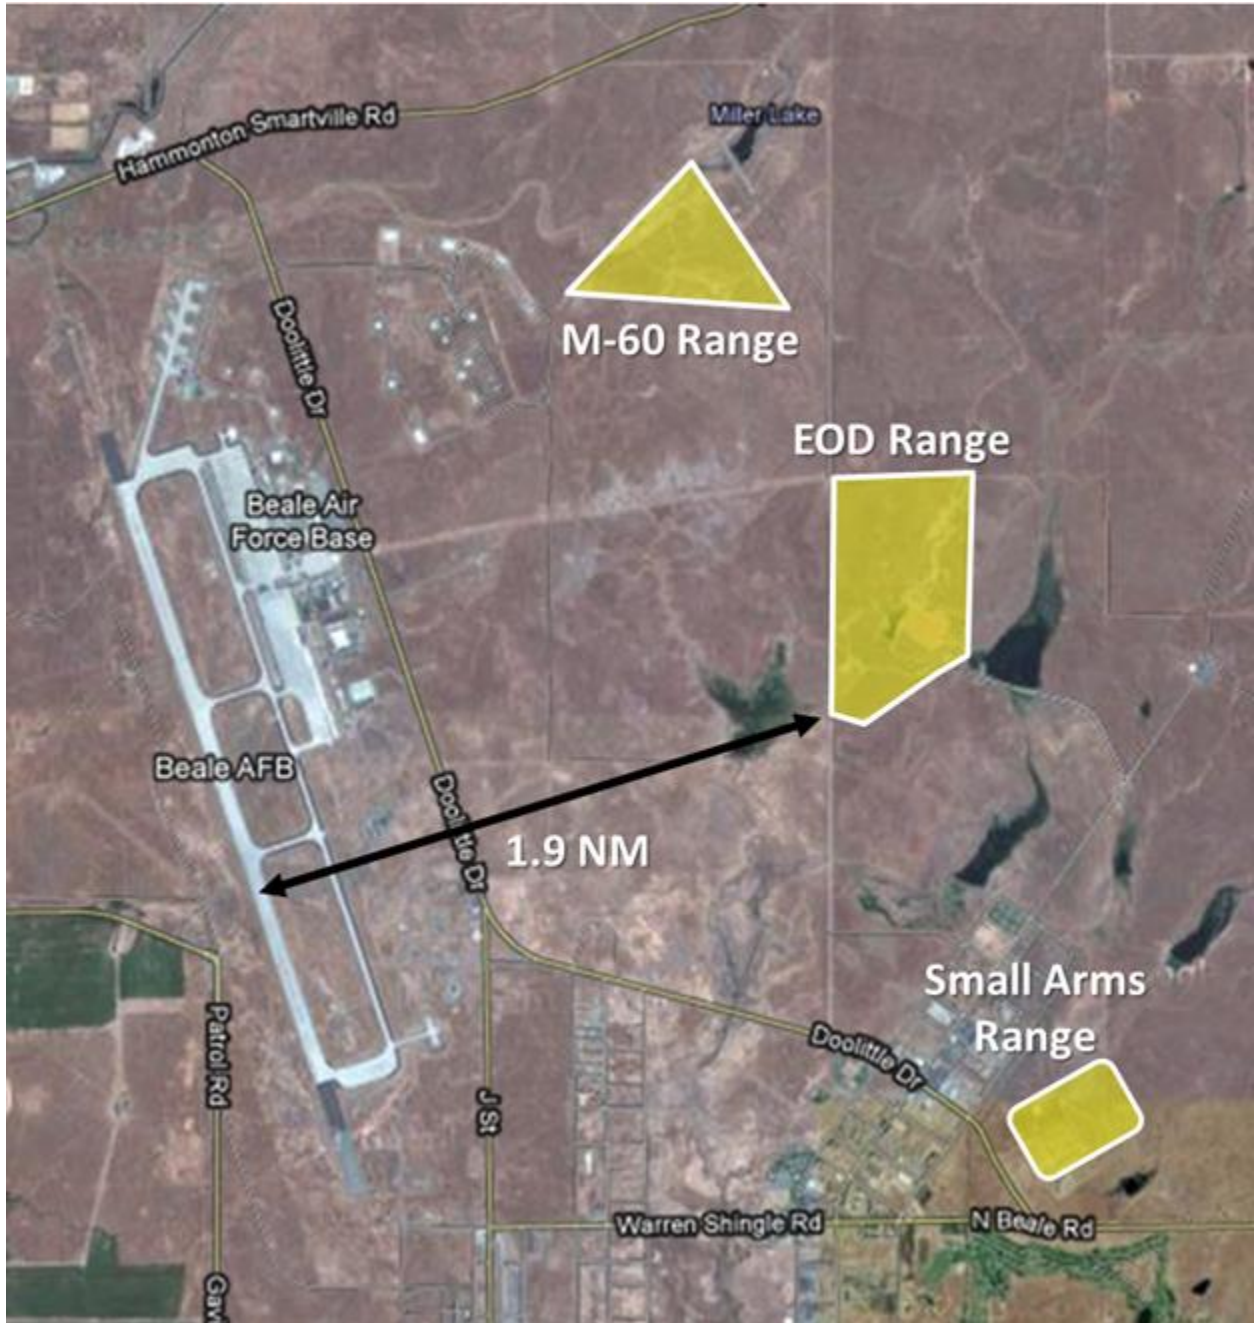 Miller Lake
Hammonton Smartville Rd
M-60 Range
Doolittle Dr
EOD Range
Beale Air
Force Base
Beale AFB
Doolittle Dr
1.9 NM
Small Arms
Range
Patrol Rd
Doolittle Dr
J St
Warren Shingle Rd
N Beale Rd
Gavi